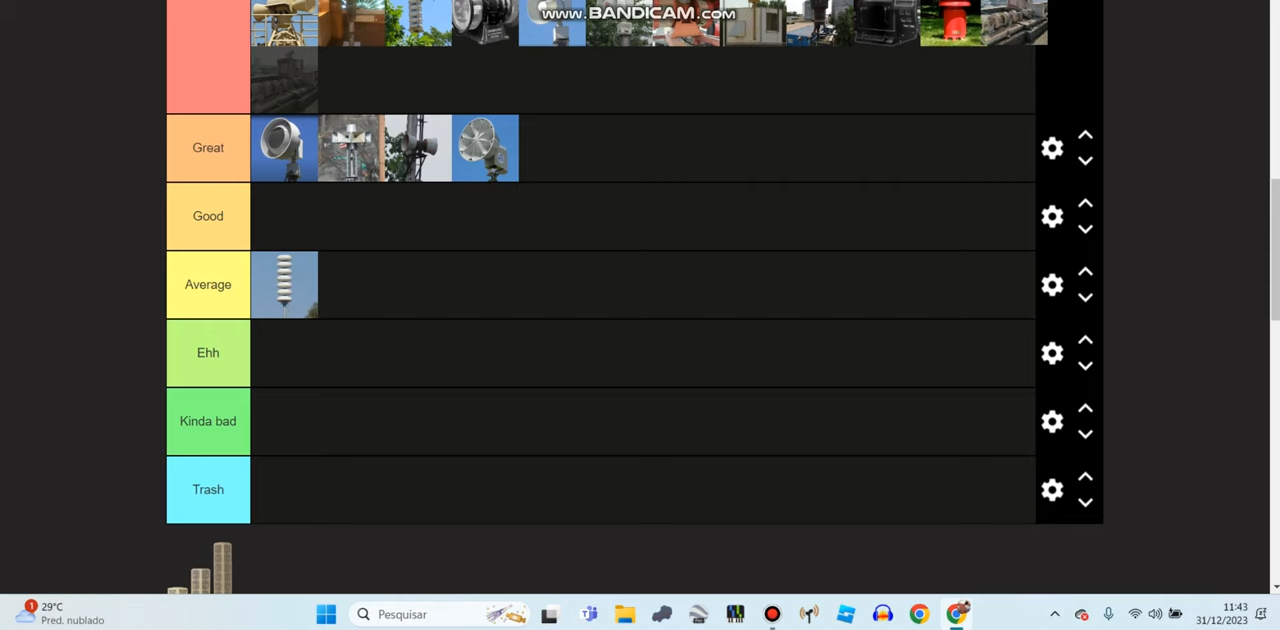 www.BANDICAM.com
Great
Good
Average
Ehh
Kinda bad
Trash
1
29°C
Pred. nublado
Pesquisar
11:43
31/12/2023